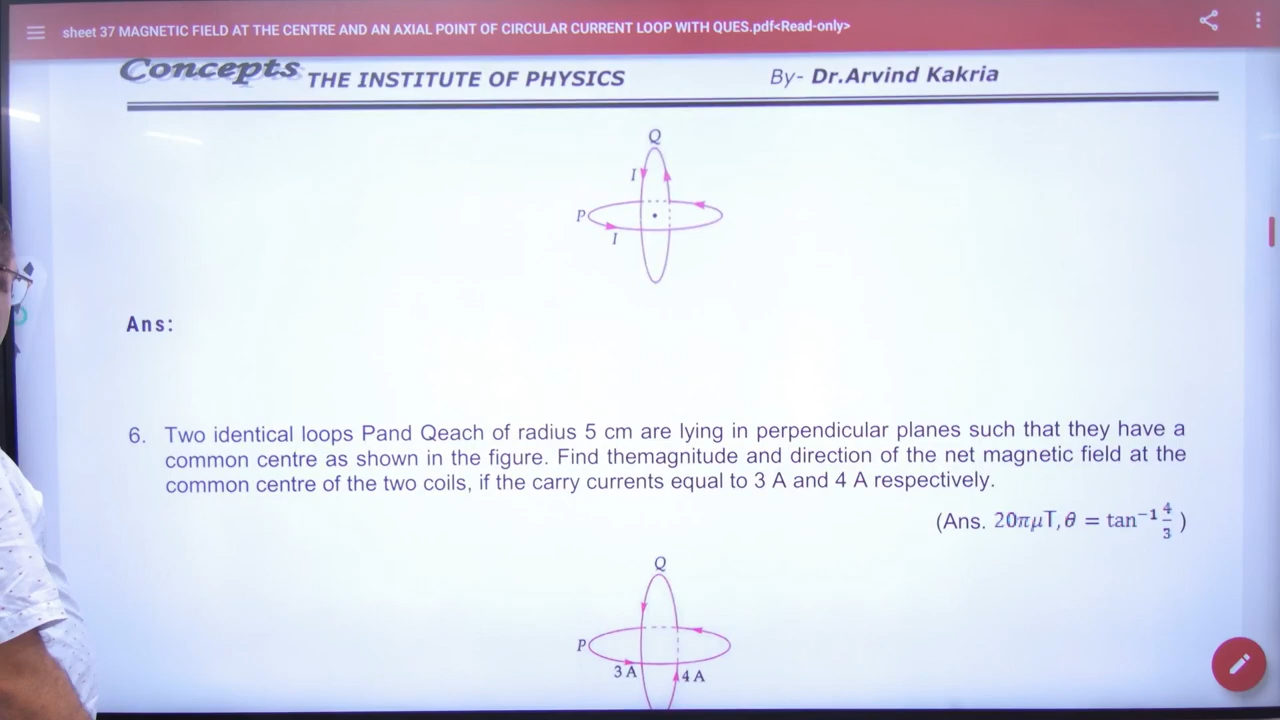 sheet 37 MAGNETIC FIELD AT THE CENTRE AND AN AXIAL POINT OF CIRCULAR CURRENT LOOP WITH QUES.pdf<Read-only>
Concepts THE INSTITUTE OF PHYSICS By- Dr.Arvind Kakria
Q
I
P
I
Ans:
6. Two identical loops Pand Qeach of radius 5 cm are lying in perpendicular planes such that they have a
common centre as shown in the figure. Find themagnitude and direction of the net magnetic field at the
common centre of the two coils, if the carry currents equal to 3 A and 4 A respectively.
(Ans. 20πμT, θ = tan⁻¹ 4/3 )
Q
P
3 A 4 A